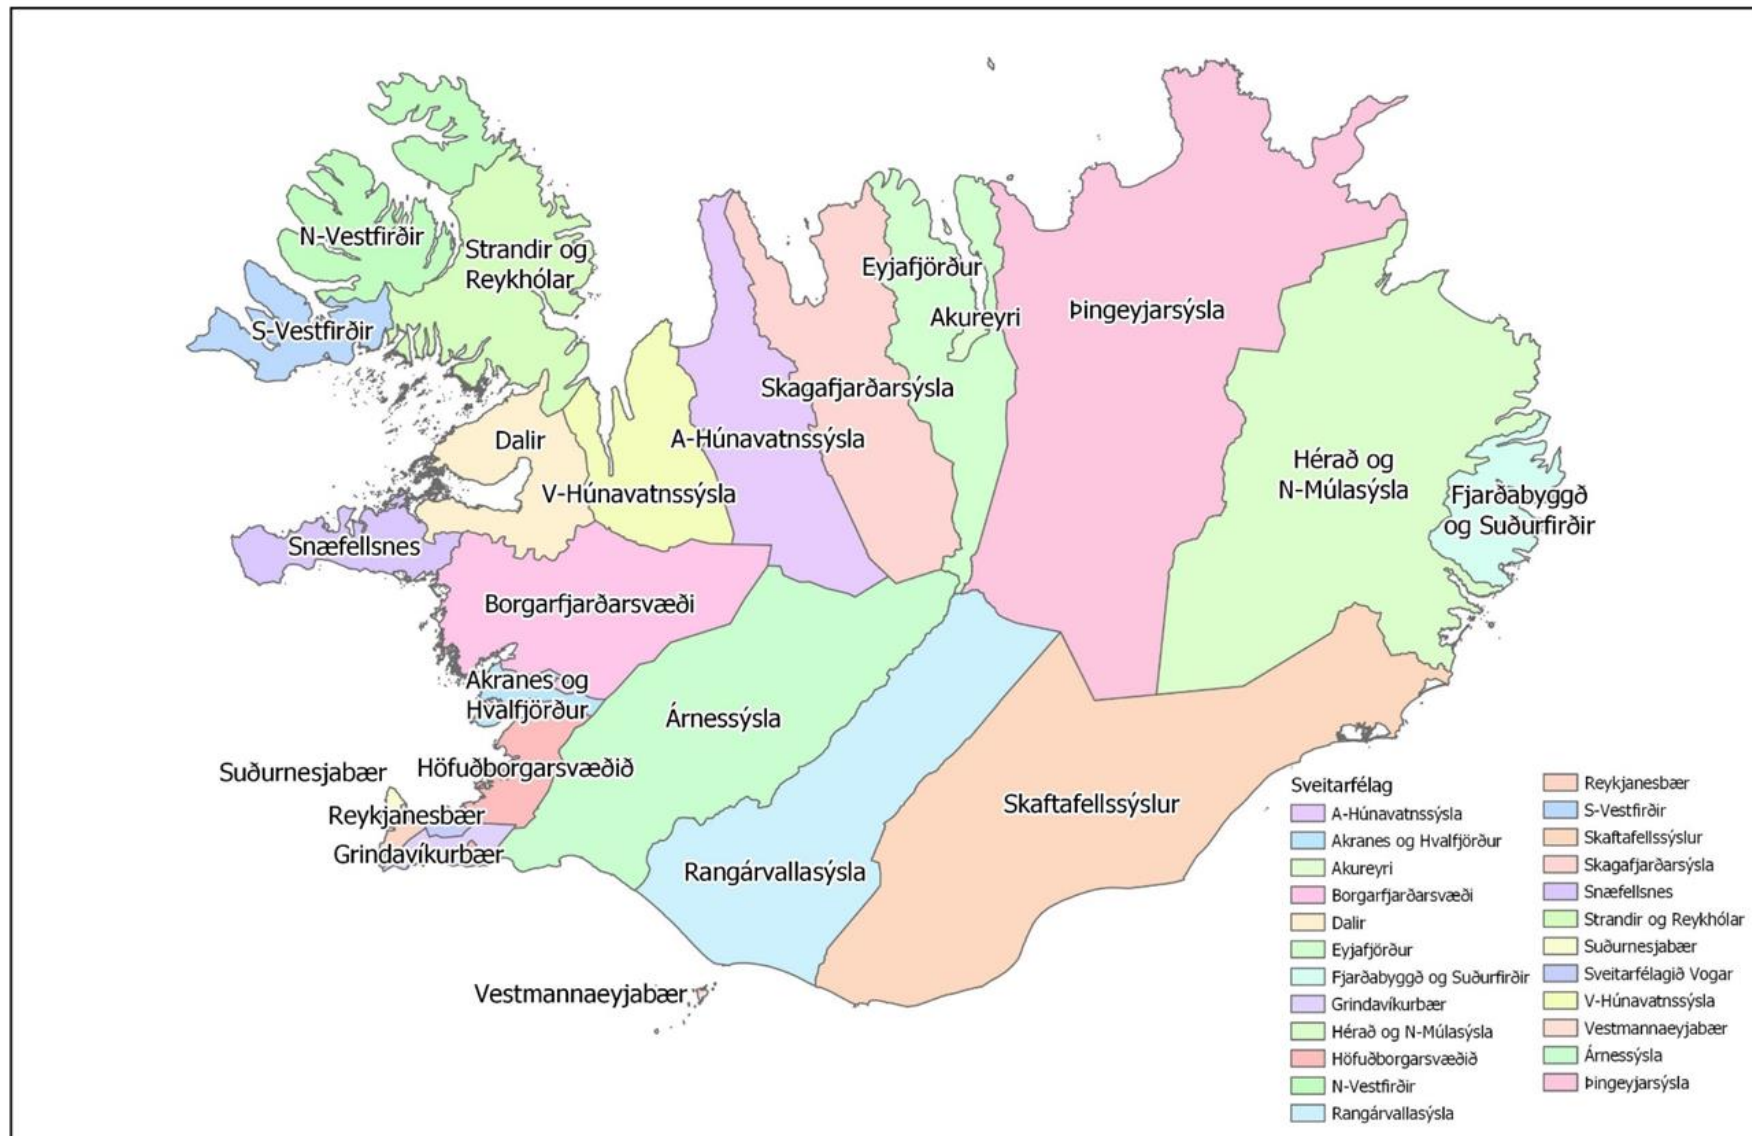 N-Vestfirðir
Strandir og
Reykhólar
S-Vestfirðir
Eyjafjörður
Akureyri
Þingeyjarsýsla
Skagafjarðarsýsla
Dalir
A-Húnavatnssýsla
V-Húnavatnssýsla
Hérað og
N-Múlasýsla
Fjarðabyggð
og Suðurfirðir
Snæfellsnes
Borgarfjarðarsvæði
Akranes og
Hvalfjörður
Árnessýsla
Höfuðborgarsvæðið
Suðurnesjabær
Reykjanesbær
Grindavíkurbær
Skaftafellssýslur
Rangárvallasýsla
Vestmannaeyjabær
Sveitarfélag
A-Húnavatnssýsla
Akranes og Hvalfjörður
Akureyri
Borgarfjarðarsvæði
Dalir
Eyjafjörður
Fjarðabyggð og Suðurfirðir
Grindavíkurbær
Hérað og N-Múlasýsla
Höfuðborgarsvæðið
N-Vestfirðir
Rangárvallasýsla
Reykjanesbær
S-Vestfirðir
Skaftafellssýslur
Skagafjarðarsýsla
Snæfellsnes
Strandir og Reykhólar
Suðurnesjabær
Sveitarfélagið Vogar
V-Húnavatnssýsla
Vestmannaeyjabær
Árnessýsla
Þingeyjarsýsla